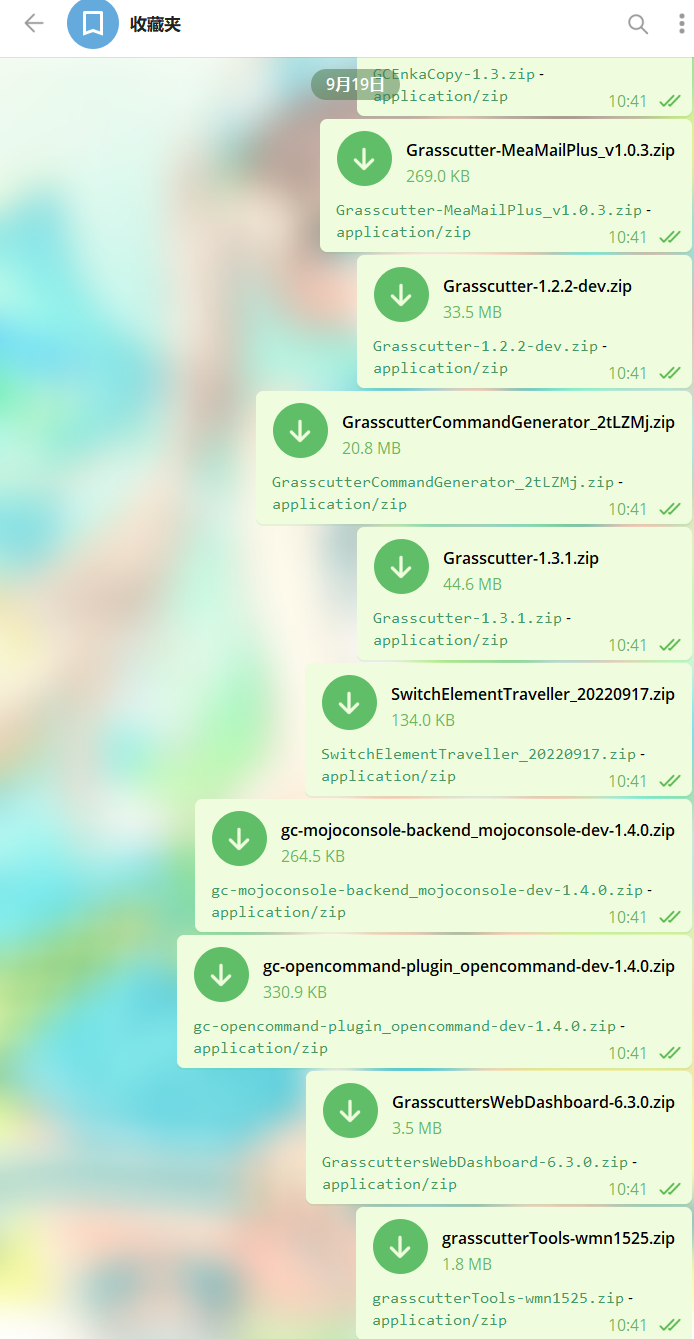 收藏夹
9月19日
GCEnkaCopy-1.3.zip -
application/zip
10:41
Grasscutter-MeaMailPlus_v1.0.3.zip
269.0 KB
Grasscutter-MeaMailPlus_v1.0.3.zip -
application/zip
10:41
Grasscutter-1.2.2-dev.zip
33.5 MB
Grasscutter-1.2.2-dev.zip -
application/zip
10:41
GrasscutterCommandGenerator_2tLZMj.zip
20.8 MB
GrasscutterCommandGenerator_2tLZMj.zip -
application/zip
10:41
Grasscutter-1.3.1.zip
44.6 MB
Grasscutter-1.3.1.zip -
application/zip
10:41
SwitchElementTraveller_20220917.zip
134.0 KB
SwitchElementTraveller_20220917.zip -
application/zip
10:41
gc-mojoconsole-backend_mojoconsole-dev-1.4.0.zip
264.5 KB
gc-mojoconsole-backend_mojoconsole-dev-1.4.0.zip -
application/zip
10:41
gc-opencommand-plugin_opencommand-dev-1.4.0.zip
330.9 KB
gc-opencommand-plugin_opencommand-dev-1.4.0.zip -
application/zip
10:41
GrasscuttersWebDashboard-6.3.0.zip
3.5 MB
GrasscuttersWebDashboard-6.3.0.zip -
application/zip
10:41
grasscutterTools-wmn1525.zip
1.8 MB
grasscutterTools-wmn1525.zip -
application/zip
10:41